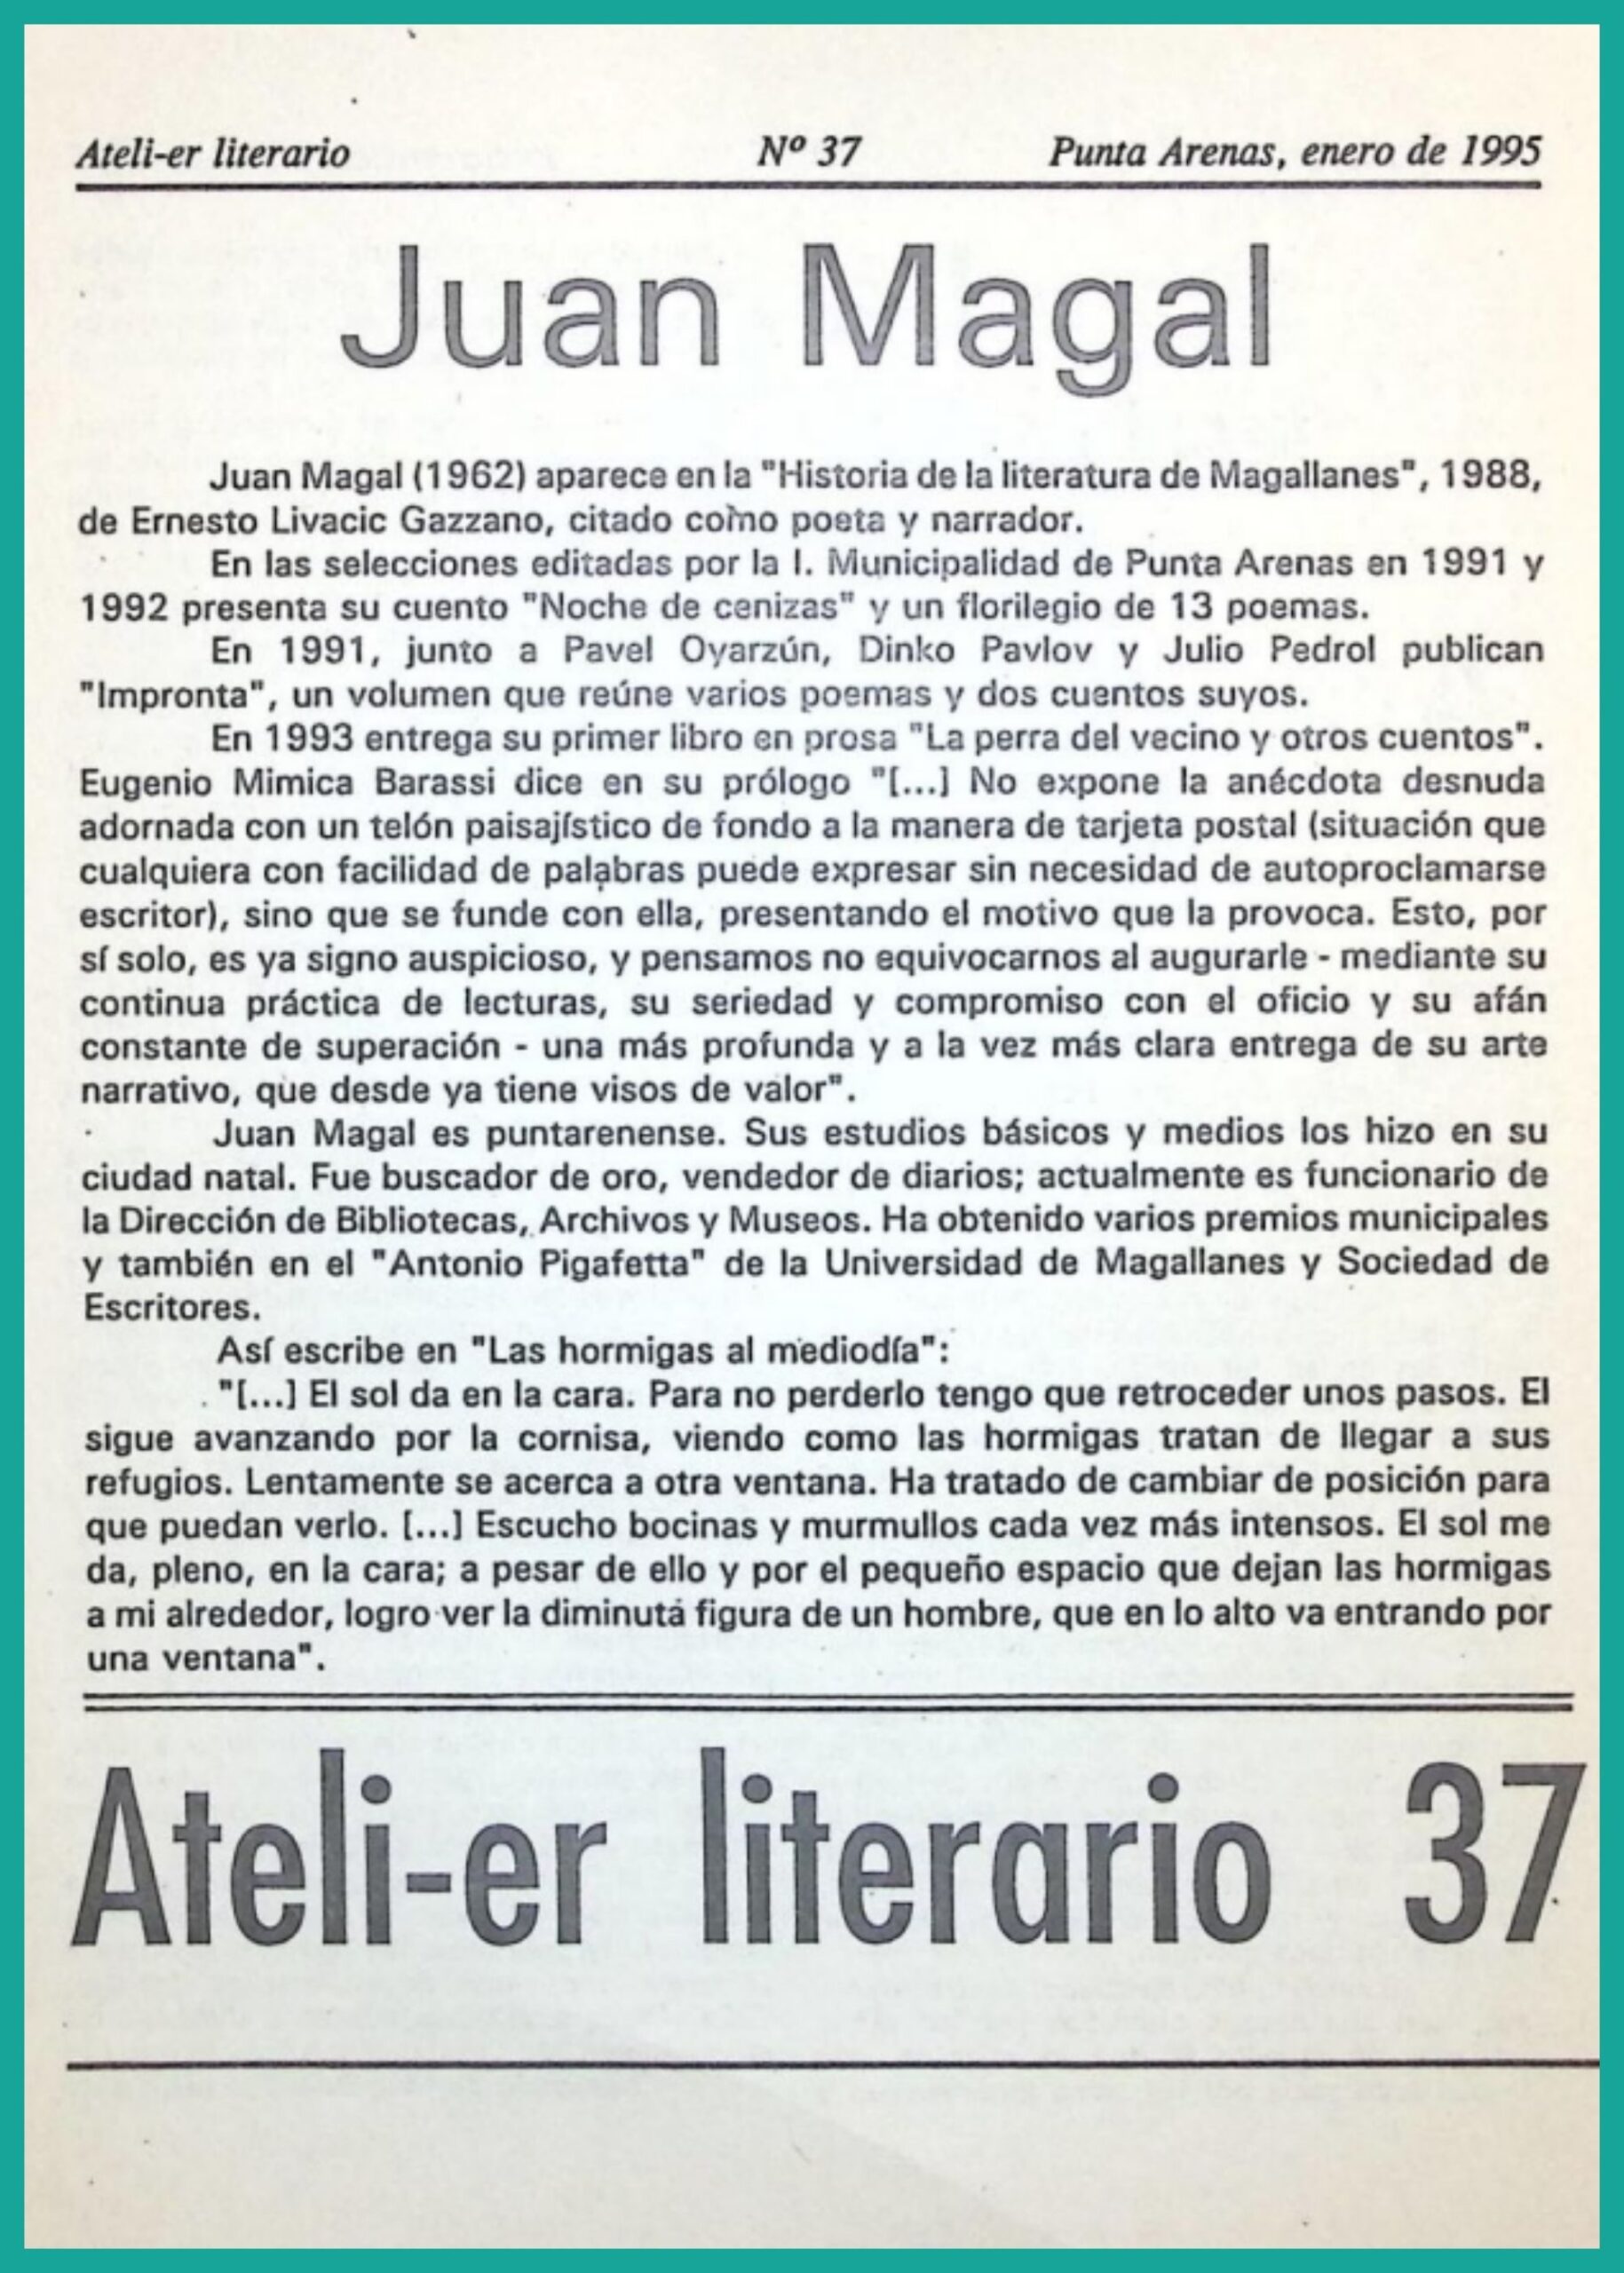 Ateli-er literario Nº 37 Punta Arenas, enero de 1995
Juan Magal
Juan Magal (1962) aparece en la "Historia de la literatura de Magallanes", 1988,
de Ernesto Livacic Gazzano, citado como poeta y narrador.
En las selecciones editadas por la I. Municipalidad de Punta Arenas en 1991 y
1992 presenta su cuento "Noche de cenizas" y un florilegio de 13 poemas.
En 1991, junto a Pavel Oyarzún, Dinko Pavlov y Julio Pedrol publican
"Impronta", un volumen que reúne varios poemas y dos cuentos suyos.
En 1993 entrega su primer libro en prosa "La perra del vecino y otros cuentos".
Eugenio Mimica Barassi dice en su prólogo "[...] No expone la anécdota desnuda
adornada con un telón paisajístico de fondo a la manera de tarjeta postal (situación que
cualquiera con facilidad de palabras puede expresar sin necesidad de autoproclamarse
escritor), sino que se funde con ella, presentando el motivo que la provoca. Esto, por
sí solo, es ya signo auspicioso, y pensamos no equivocarnos al augurarle - mediante su
continua práctica de lecturas, su seriedad y compromiso con el oficio y su afán
constante de superación - una más profunda y a la vez más clara entrega de su arte
narrativo, que desde ya tiene visos de valor".
Juan Magal es puntarenense. Sus estudios básicos y medios los hizo en su
ciudad natal. Fue buscador de oro, vendedor de diarios; actualmente es funcionario de
la Dirección de Bibliotecas, Archivos y Museos. Ha obtenido varios premios municipales
y también en el "Antonio Pigafetta" de la Universidad de Magallanes y Sociedad de
Escritores.
Así escribe en "Las hormigas al mediodía":
"[...] El sol da en la cara. Para no perderlo tengo que retroceder unos pasos. El
sigue avanzando por la cornisa, viendo como las hormigas tratan de llegar a sus
refugios. Lentamente se acerca a otra ventana. Ha tratado de cambiar de posición para
que puedan verlo. [...] Escucho bocinas y murmullos cada vez más intensos. El sol me
da, pleno, en la cara; a pesar de ello y por el pequeño espacio que dejan las hormigas
a mi alrededor, logro ver la diminuta figura de un hombre, que en lo alto va entrando por
una ventana".
Ateli-er literario 37